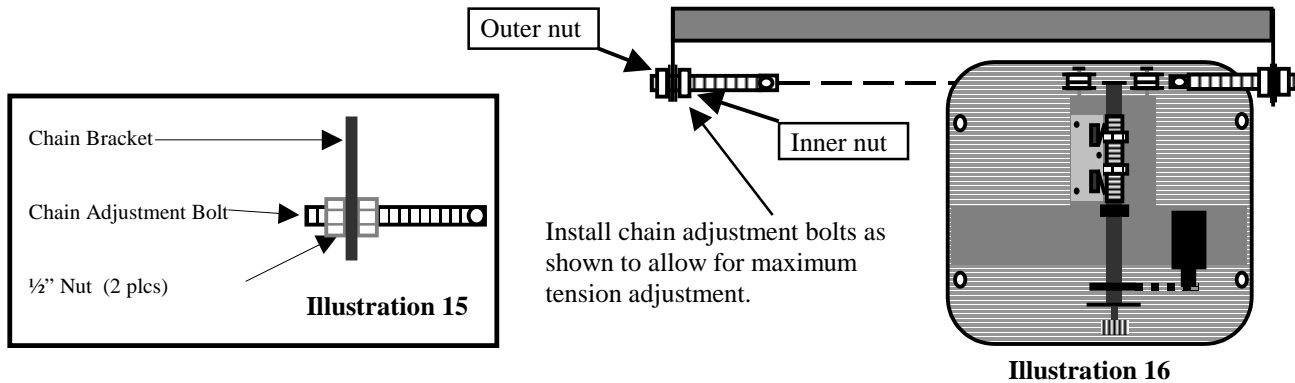 Chain Bracket
Chain Adjustment Bolt
½” Nut (2 plcs)
Illustration 15
Outer nut
Inner nut
Install chain adjustment bolts as
shown to allow for maximum
tension adjustment.
Illustration 16